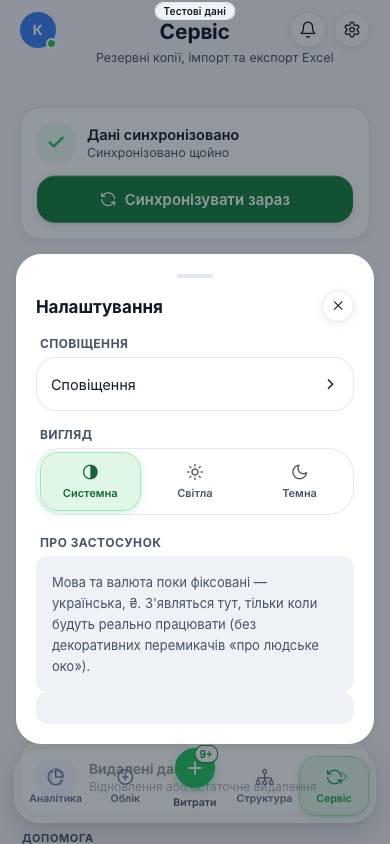 Тестові дані
К
Сервіс
Резервні копії, імпорт та експорт Excel
Дані синхронізовано
Синхронізовано щойно
Синхронізувати зараз
Налаштування
СПОВІЩЕННЯ
Сповіщення
ВИГЛЯД
Системна
Світла
Темна
ПРО ЗАСТОСУНОК
Мова та валюта поки фіксовані —
українська, ₴. З'являться тут, тільки коли
будуть реально працювати (без
декоративних перемикачів «про людське
око»).
9+
Видалені да
Відновлення або остаточне видалення
Аналітика
Облік
Витрати
Структура
Сервіс
ДОПОМОГА